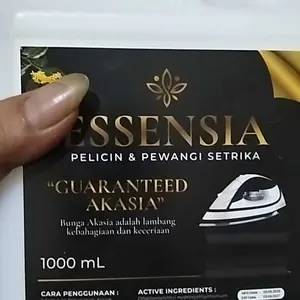 ESSENSIA
PELICIN & PEWANGI SETRIKA
"GUARANTEED
AKASIA"
Bunga Akasia adalah lambang
kebahagiaan dan keceriaan
1000 mL
CARA PENGGUNAAN :
ACTIVE INGREDIENTS :